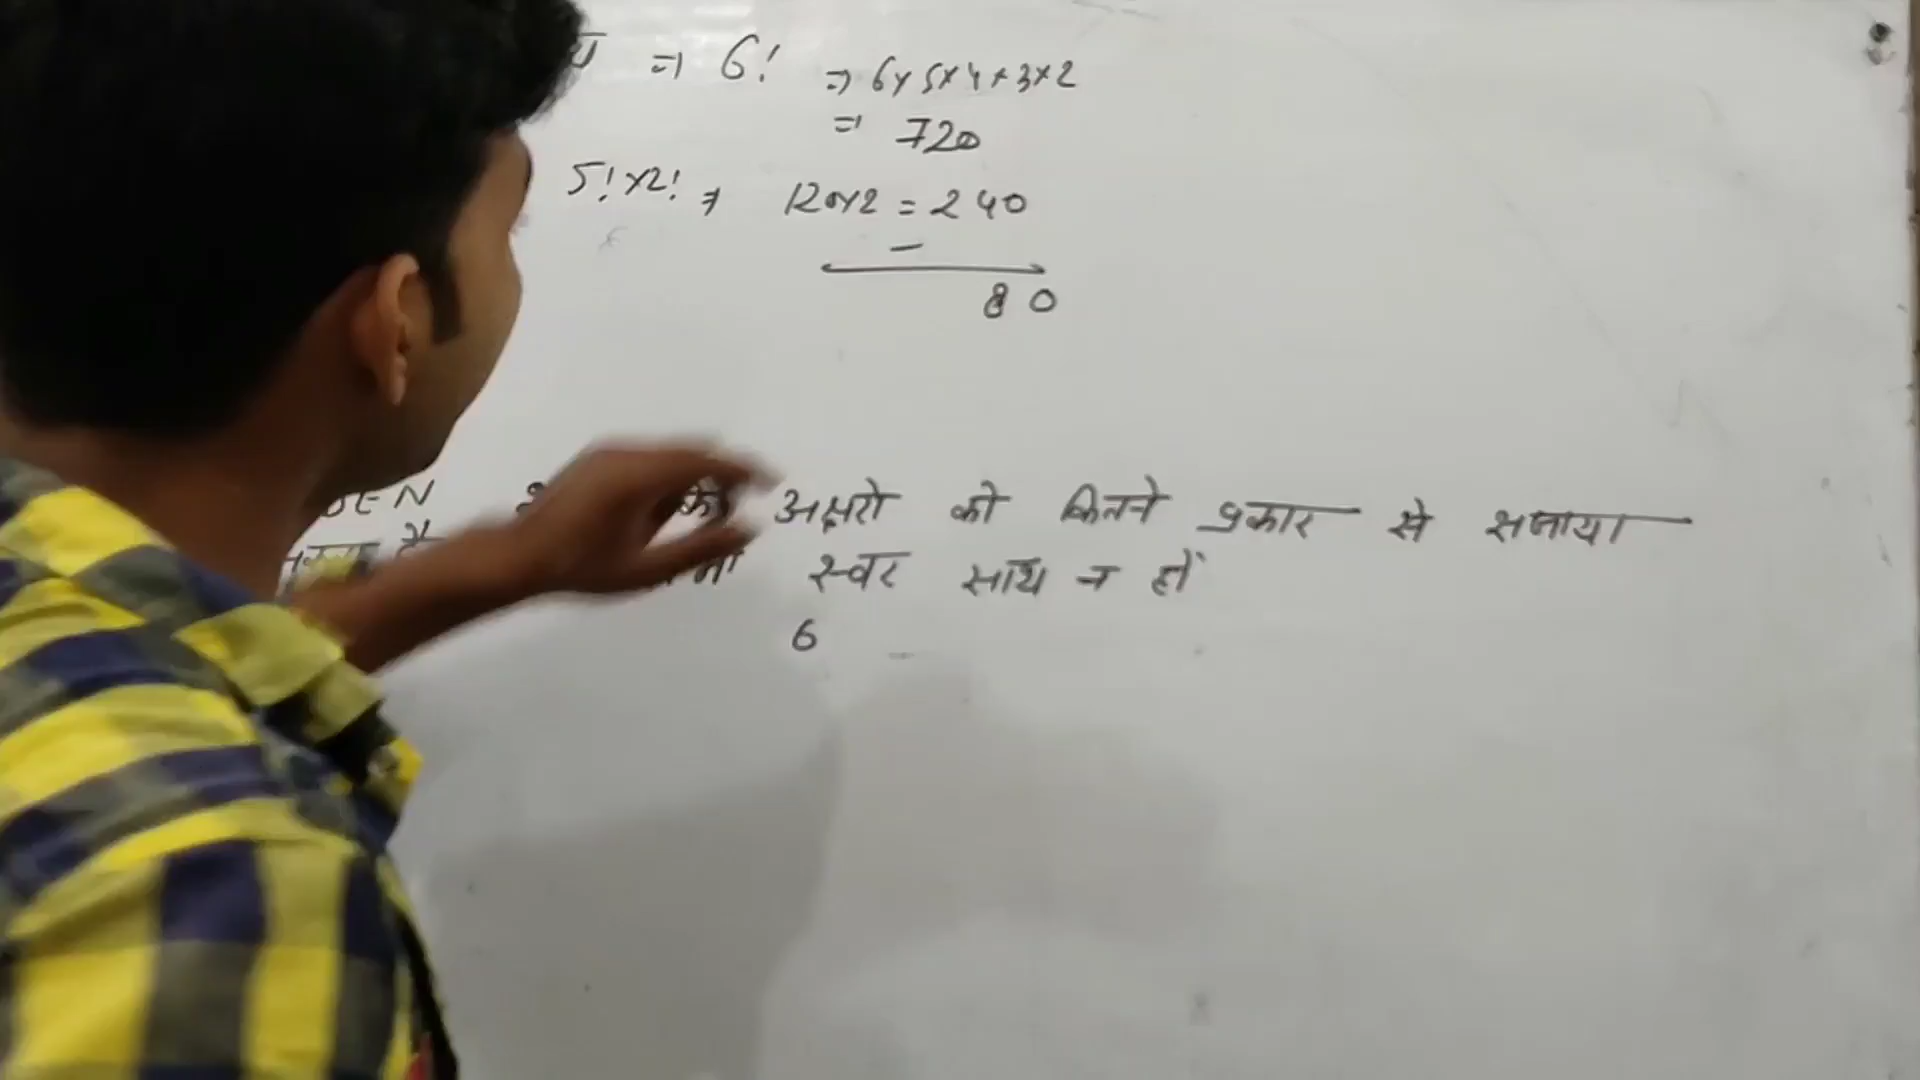 ⇒ 6! ⇒ 6×5×4×3×2
= 720
5!×2! ⇒ 120×2 = 240
–
80
EN अक्षरो को कितने प्रकार से सजाया
स्वर साथ न हों
6